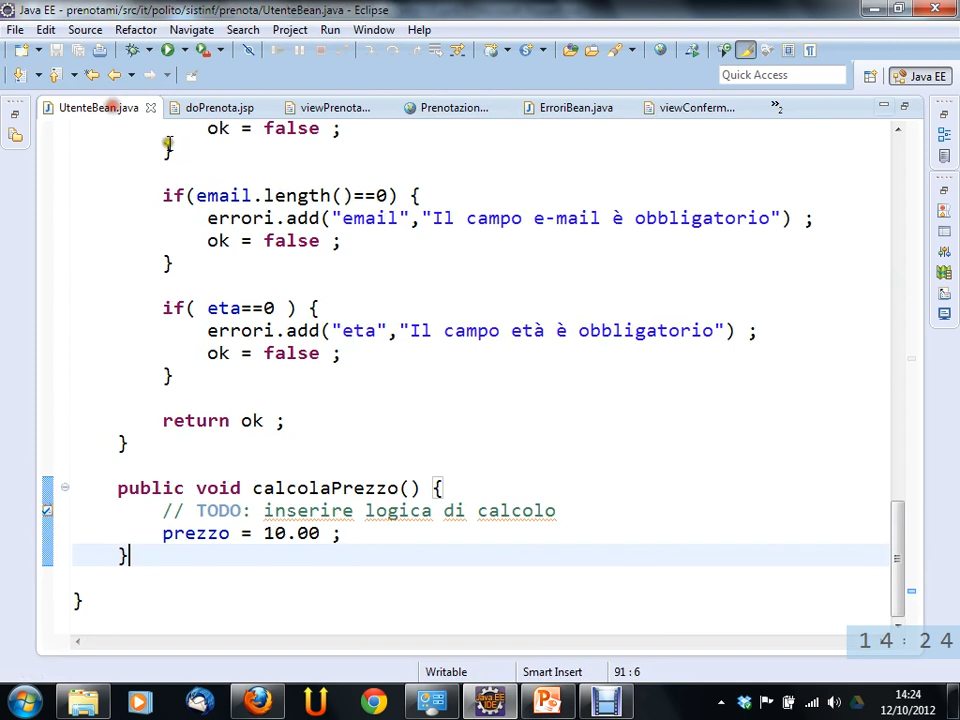 Java EE - prenotami/src/it/polito/sistinf/prenota/UtenteBean.java - Eclipse
File Edit Source Refactor Navigate Search Project Run Window Help
Quick Access
Java EE
UtenteBean.java doPrenota.jsp viewPrenota... Prenotazion... ErroriBean.java viewConferm... »2
ok = false ;
}
if(email.length()==0) {
errori.add("email","Il campo e-mail è obbligatorio") ;
ok = false ;
}
if( eta==0 ) {
errori.add("eta","Il campo età è obbligatorio") ;
ok = false ;
}
return ok ;
}
public void calcolaPrezzo() {
// TODO: inserire logica di calcolo
prezzo = 10.00 ;
}
}
14:24
Writable Smart Insert 91 : 6
14:24
12/10/2012